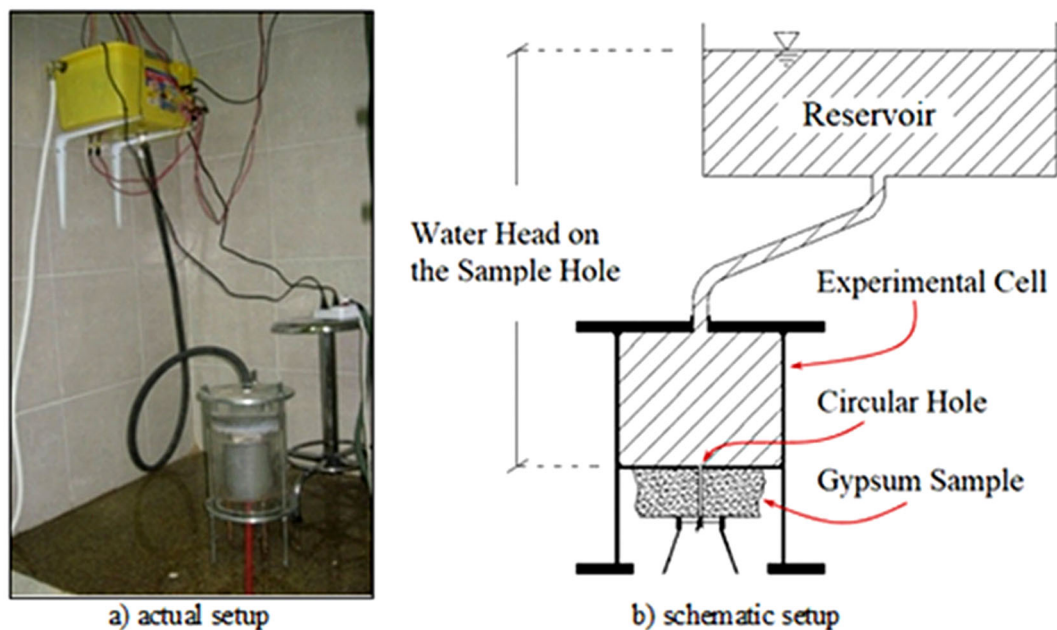 Reservoir
Water Head on
the Sample Hole
Experimental Cell
Circular Hole
Gypsum Sample
a) actual setup
b) schematic setup